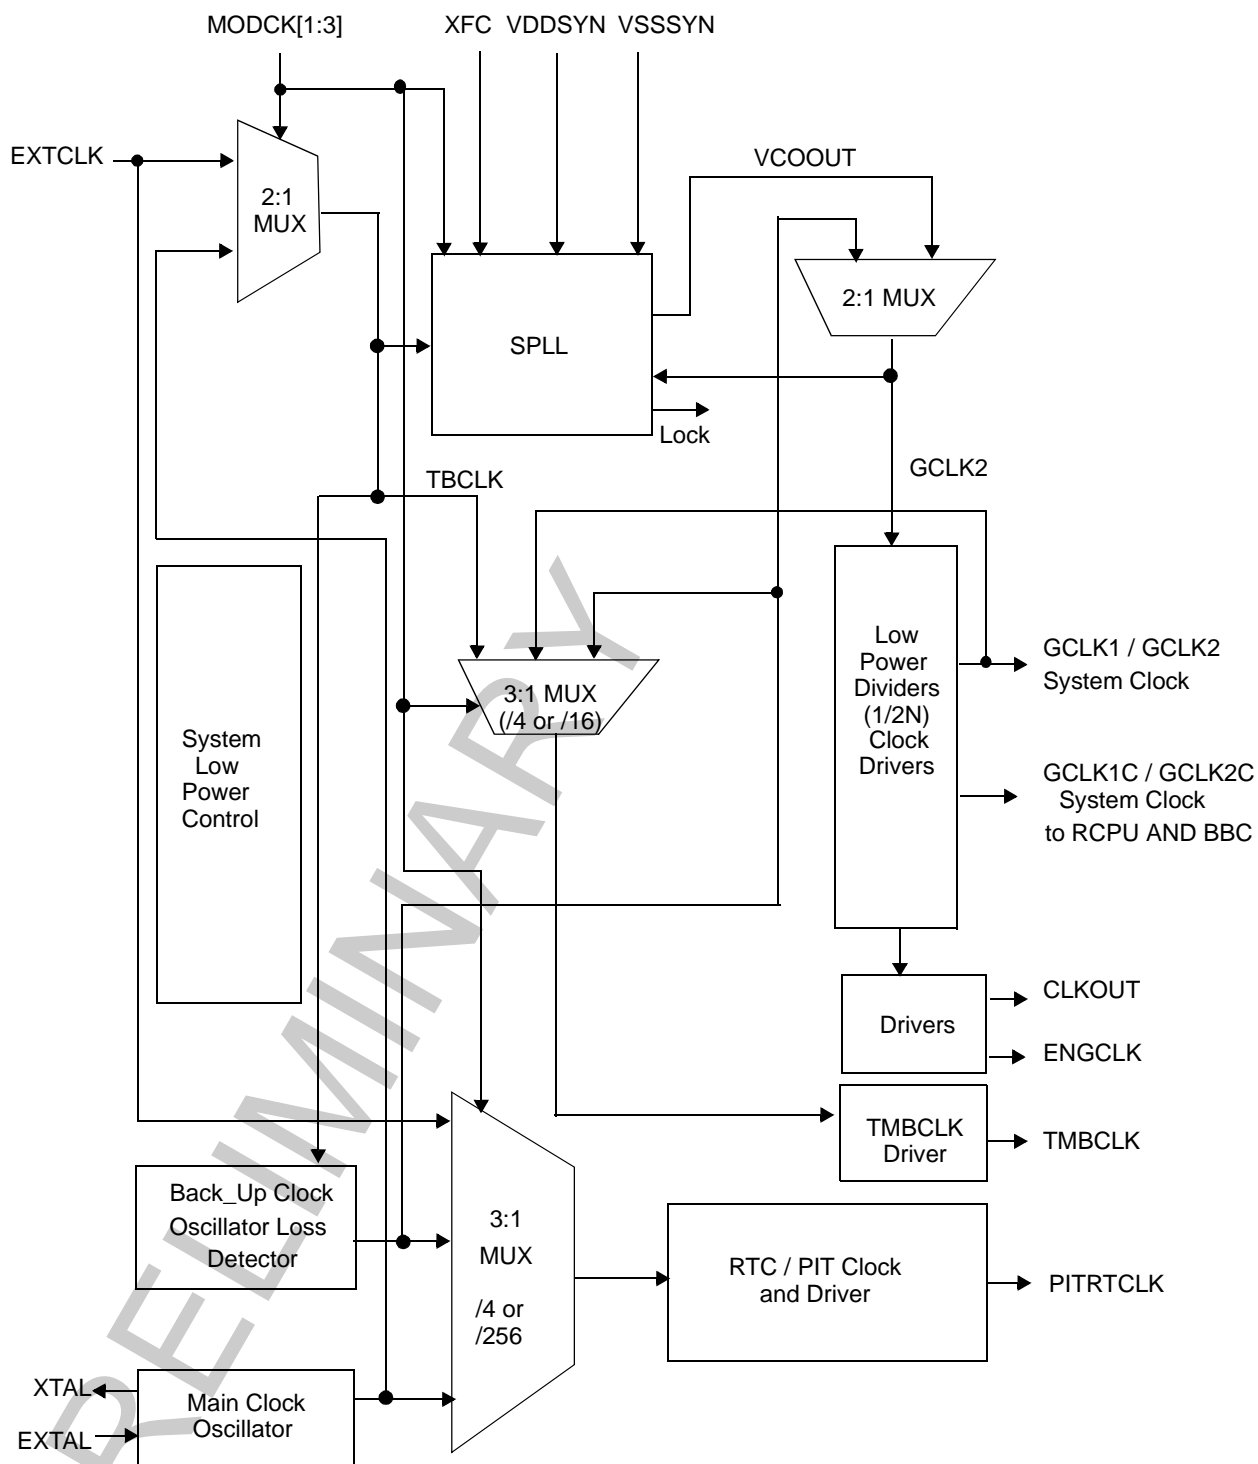 MODCK[1:3]
XFC
VDDSYN
VSSSYN
EXTCLK
VCOOUT
2:1
MUX
2:1 MUX
SPLL
Lock
TBCLK
GCLK2
Low
Power
Dividers
(1/2N)
Clock
Drivers
GCLK1 / GCLK2
System Clock
3:1 MUX
(/4 or /16)
System
Low
Power
Control
GCLK1C / GCLK2C
System Clock
to RCPU AND BBC
Drivers
CLKOUT
ENGCLK
TMBCLK
Driver
TMBCLK
Back_Up Clock
Oscillator Loss
Detector
3:1
MUX
/4 or
/256
RTC / PIT Clock
and Driver
PITRTCLK
XTAL
EXTAL
Main Clock
Oscillator
RELIMINARY